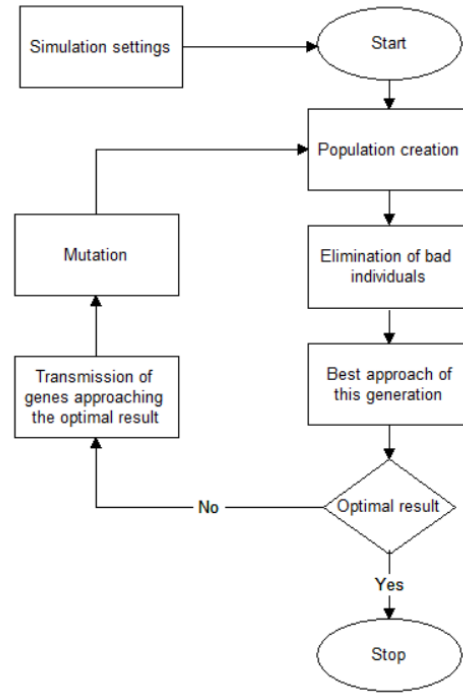 Simulation settings
Start
Population creation
Mutation
Elimination of bad
individuals
Transmission of
genes approaching
the optimal result
Best approach of
this generation
No
Optimal result
Yes
Stop